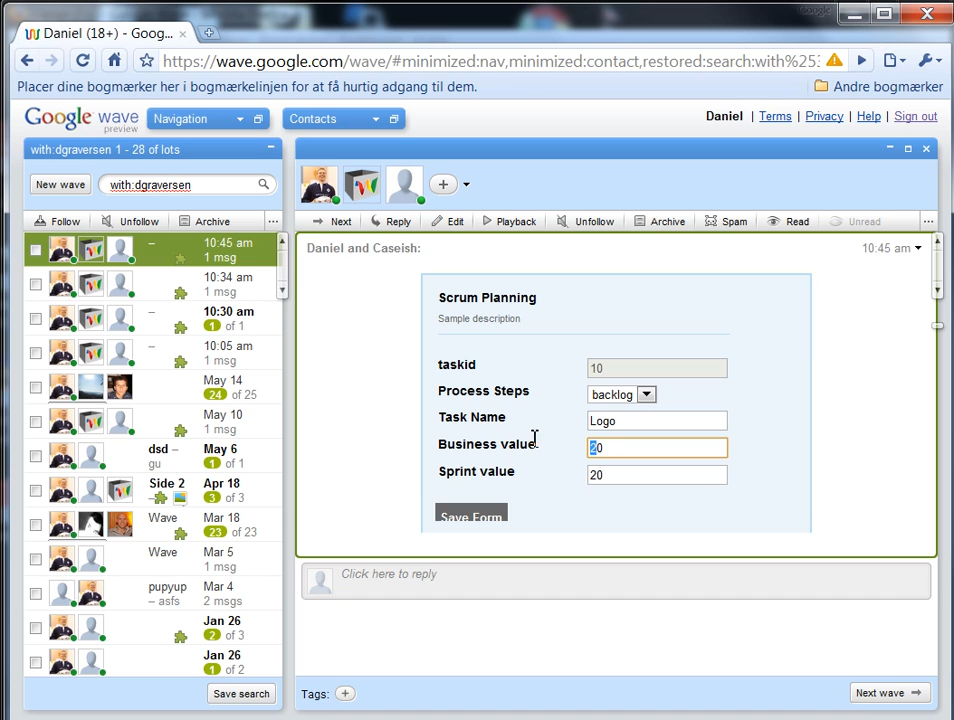 Google
Daniel (18+) - Goog...
https://wave.google.com/wave/#minimized:nav,minimized:contact,restored:search:with%25
Placer dine bogmærker her i bogmærkelinjen for at få hurtig adgang til dem.
Andre bogmærker
Google wave
preview
Navigation
Contacts
Daniel | Terms | Privacy | Help | Sign out
with:dgraversen 1 - 28 of lots
New wave
with:dgraversen
Follow Unfollow Archive ...
– 10:45 am
1 msg
10:34 am
1 msg
– 10:30 am
1 of 1
– 10:05 am
1 msg
May 14
24 of 25
May 10
1 msg
dsd – May 6
gu 1 of 1
Side 2 Apr 18
– 3 of 3
Wave Mar 18
23 of 23
Wave Mar 5
1 msg
pupyup Mar 4
– asfs 2 msgs
Jan 26
2 of 3
Jan 26
1 of 2
Save search
Next Reply Edit Playback Unfollow Archive Spam Read Unread ...
Daniel and Caseish: 10:45 am
Scrum Planning
Sample description
taskid 10
Process Steps backlog
Task Name Logo
Business value 20
Sprint value 20
Save Form
Click here to reply
Tags:
Next wave